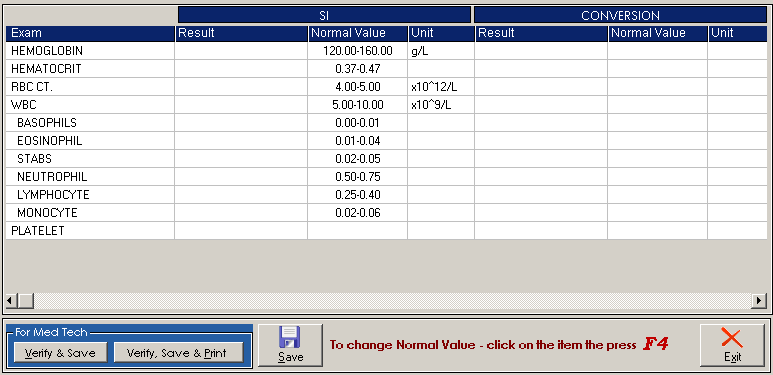 SI CONVERSION
Exam Result Normal Value Unit Result Normal Value Unit
HEMOGLOBIN 120.00-160.00 g/L
HEMATOCRIT 0.37-0.47
RBC CT. 4.00-5.00 x10^12/L
WBC 5.00-10.00 x10^9/L
BASOPHILS 0.00-0.01
EOSINOPHIL 0.01-0.04
STABS 0.02-0.05
NEUTROPHIL 0.50-0.75
LYMPHOCYTE 0.25-0.40
MONOCYTE 0.02-0.06
PLATELET
For Med Tech
Verify & Save Verify, Save & Print Save To change Normal Value - click on the item the press F4 Exit